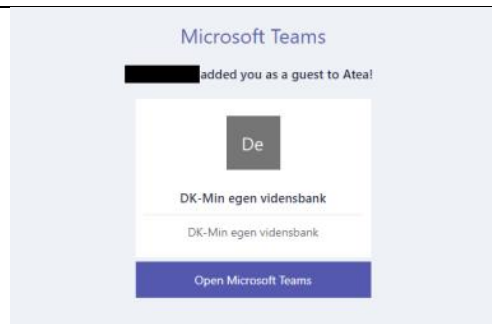 Microsoft Teams
added you as a guest to Atea!
De
DK-Min egen vidensbank
DK-Min egen vidensbank
Open Microsoft Teams